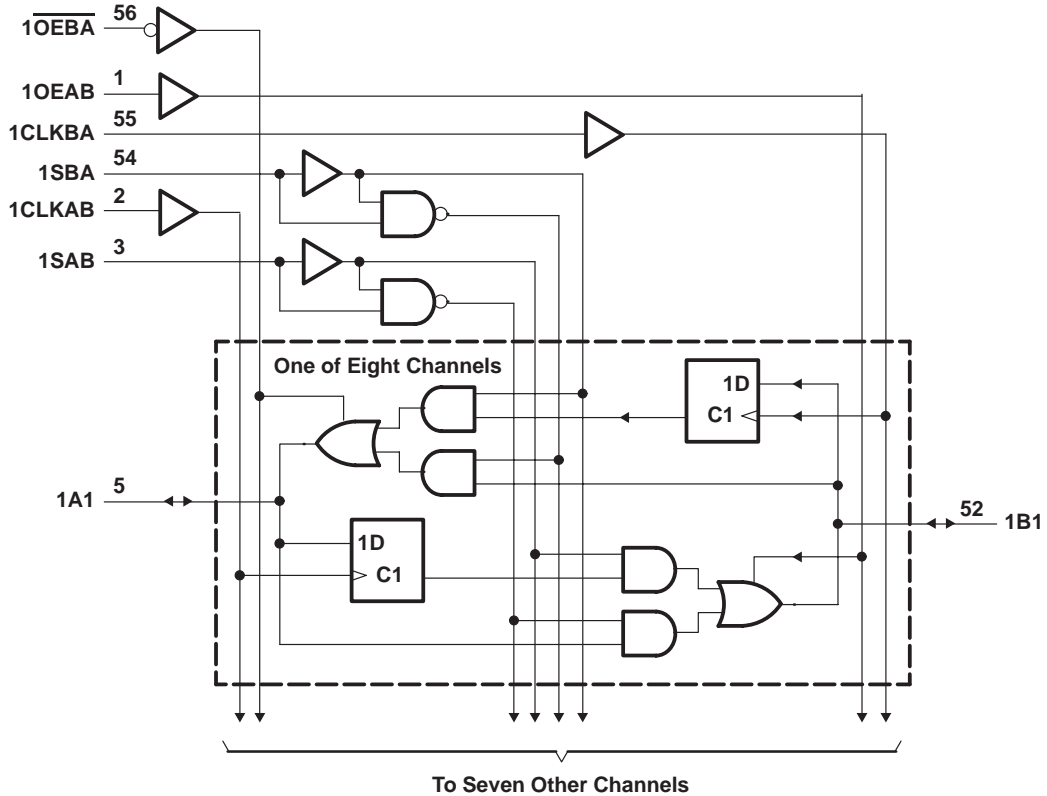 56
1O̅E̅B̅A̅
1
1OEAB
55
1CLKBA
54
1SBA
2
1CLKAB
3
1SAB
One of Eight Channels
1D
C1
5
1A1
52
1B1
1D
C1
To Seven Other Channels